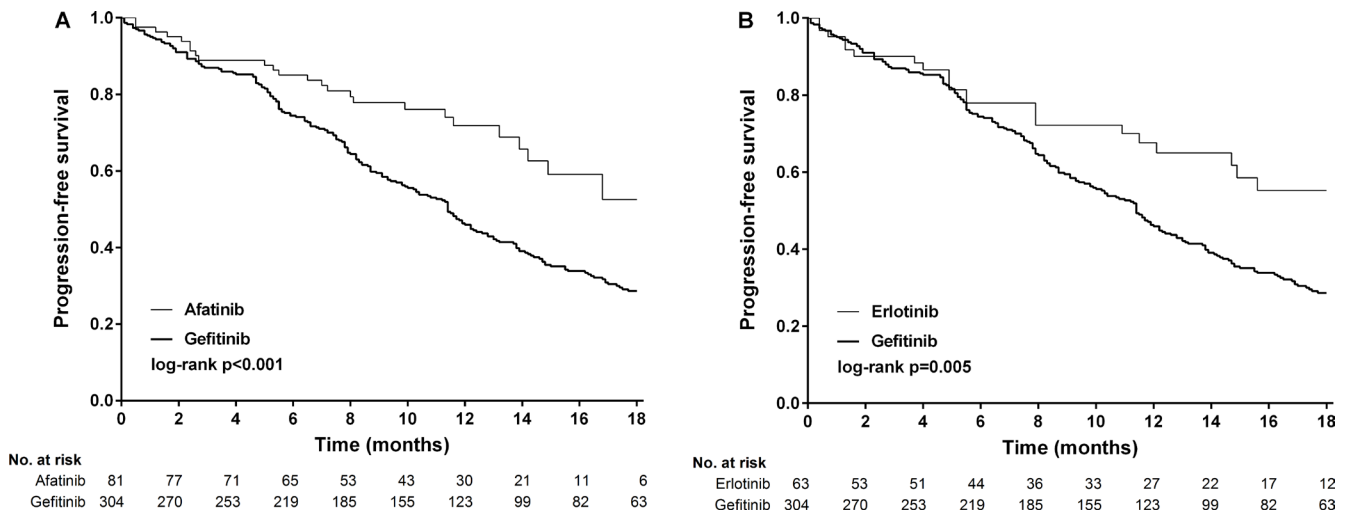 A
Progression-free survival
1.0
0.8
0.6
0.4
0.2
0.0
Afatinib
Gefitinib
log-rank p<0.001
0 2 4 6 8 10 12 14 16 18
Time (months)
No. at risk
Afatinib 81 77 71 65 53 43 30 21 11 6
Gefitinib 304 270 253 219 185 155 123 99 82 63
B
Progression-free survival
1.0
0.8
0.6
0.4
0.2
0.0
Erlotinib
Gefitinib
log-rank p=0.005
0 2 4 6 8 10 12 14 16 18
Time (months)
No. at risk
Erlotinib 63 53 51 44 36 33 27 22 17 12
Gefitinib 304 270 253 219 185 155 123 99 82 63